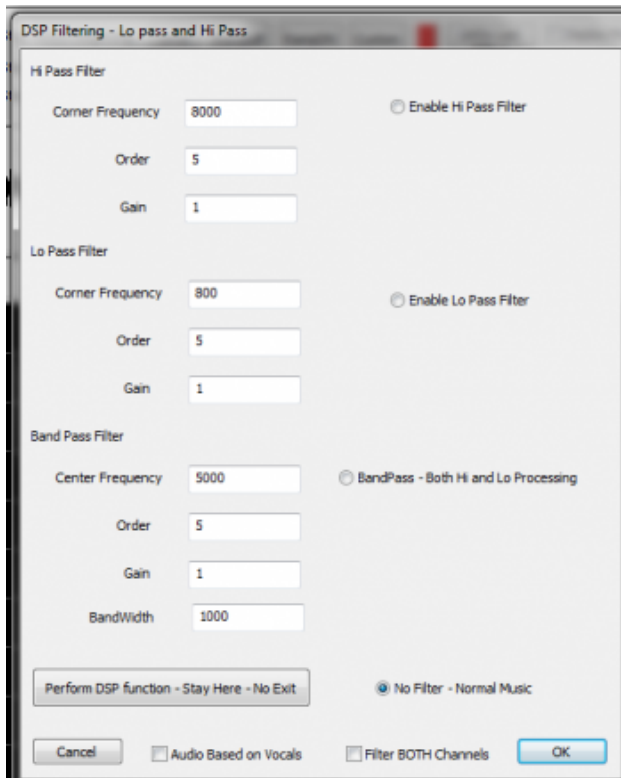 DSP Filtering - Lo pass and Hi Pass
Hi Pass Filter
Corner Frequency 8000 Enable Hi Pass Filter
Order 5
Gain 1
Lo Pass Filter
Corner Frequency 800 Enable Lo Pass Filter
Order 5
Gain 1
Band Pass Filter
Center Frequency 5000 BandPass - Both Hi and Lo Processing
Order 5
Gain 1
BandWidth 1000
Perform DSP function - Stay Here - No Exit No Filter - Normal Music
Cancel Audio Based on Vocals Filter BOTH Channels OK